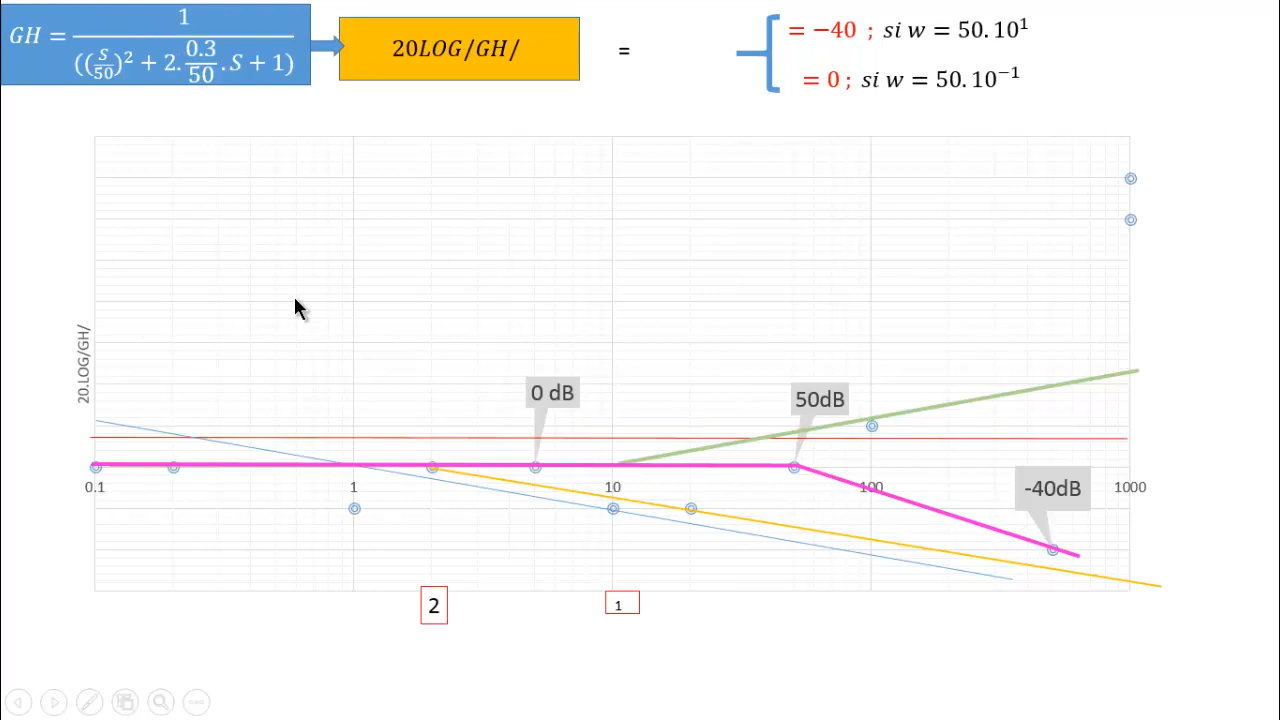 GH = 1 / ((S/50)^2 + 2.0.3/50.S + 1)
20LOG/GH/
=
= −40 ; si w = 50.10^1
= 0 ; si w = 50.10^−1
20.LOG/GH/
0 dB
50dB
-40dB
0.1 1 10 100 1000
2
1